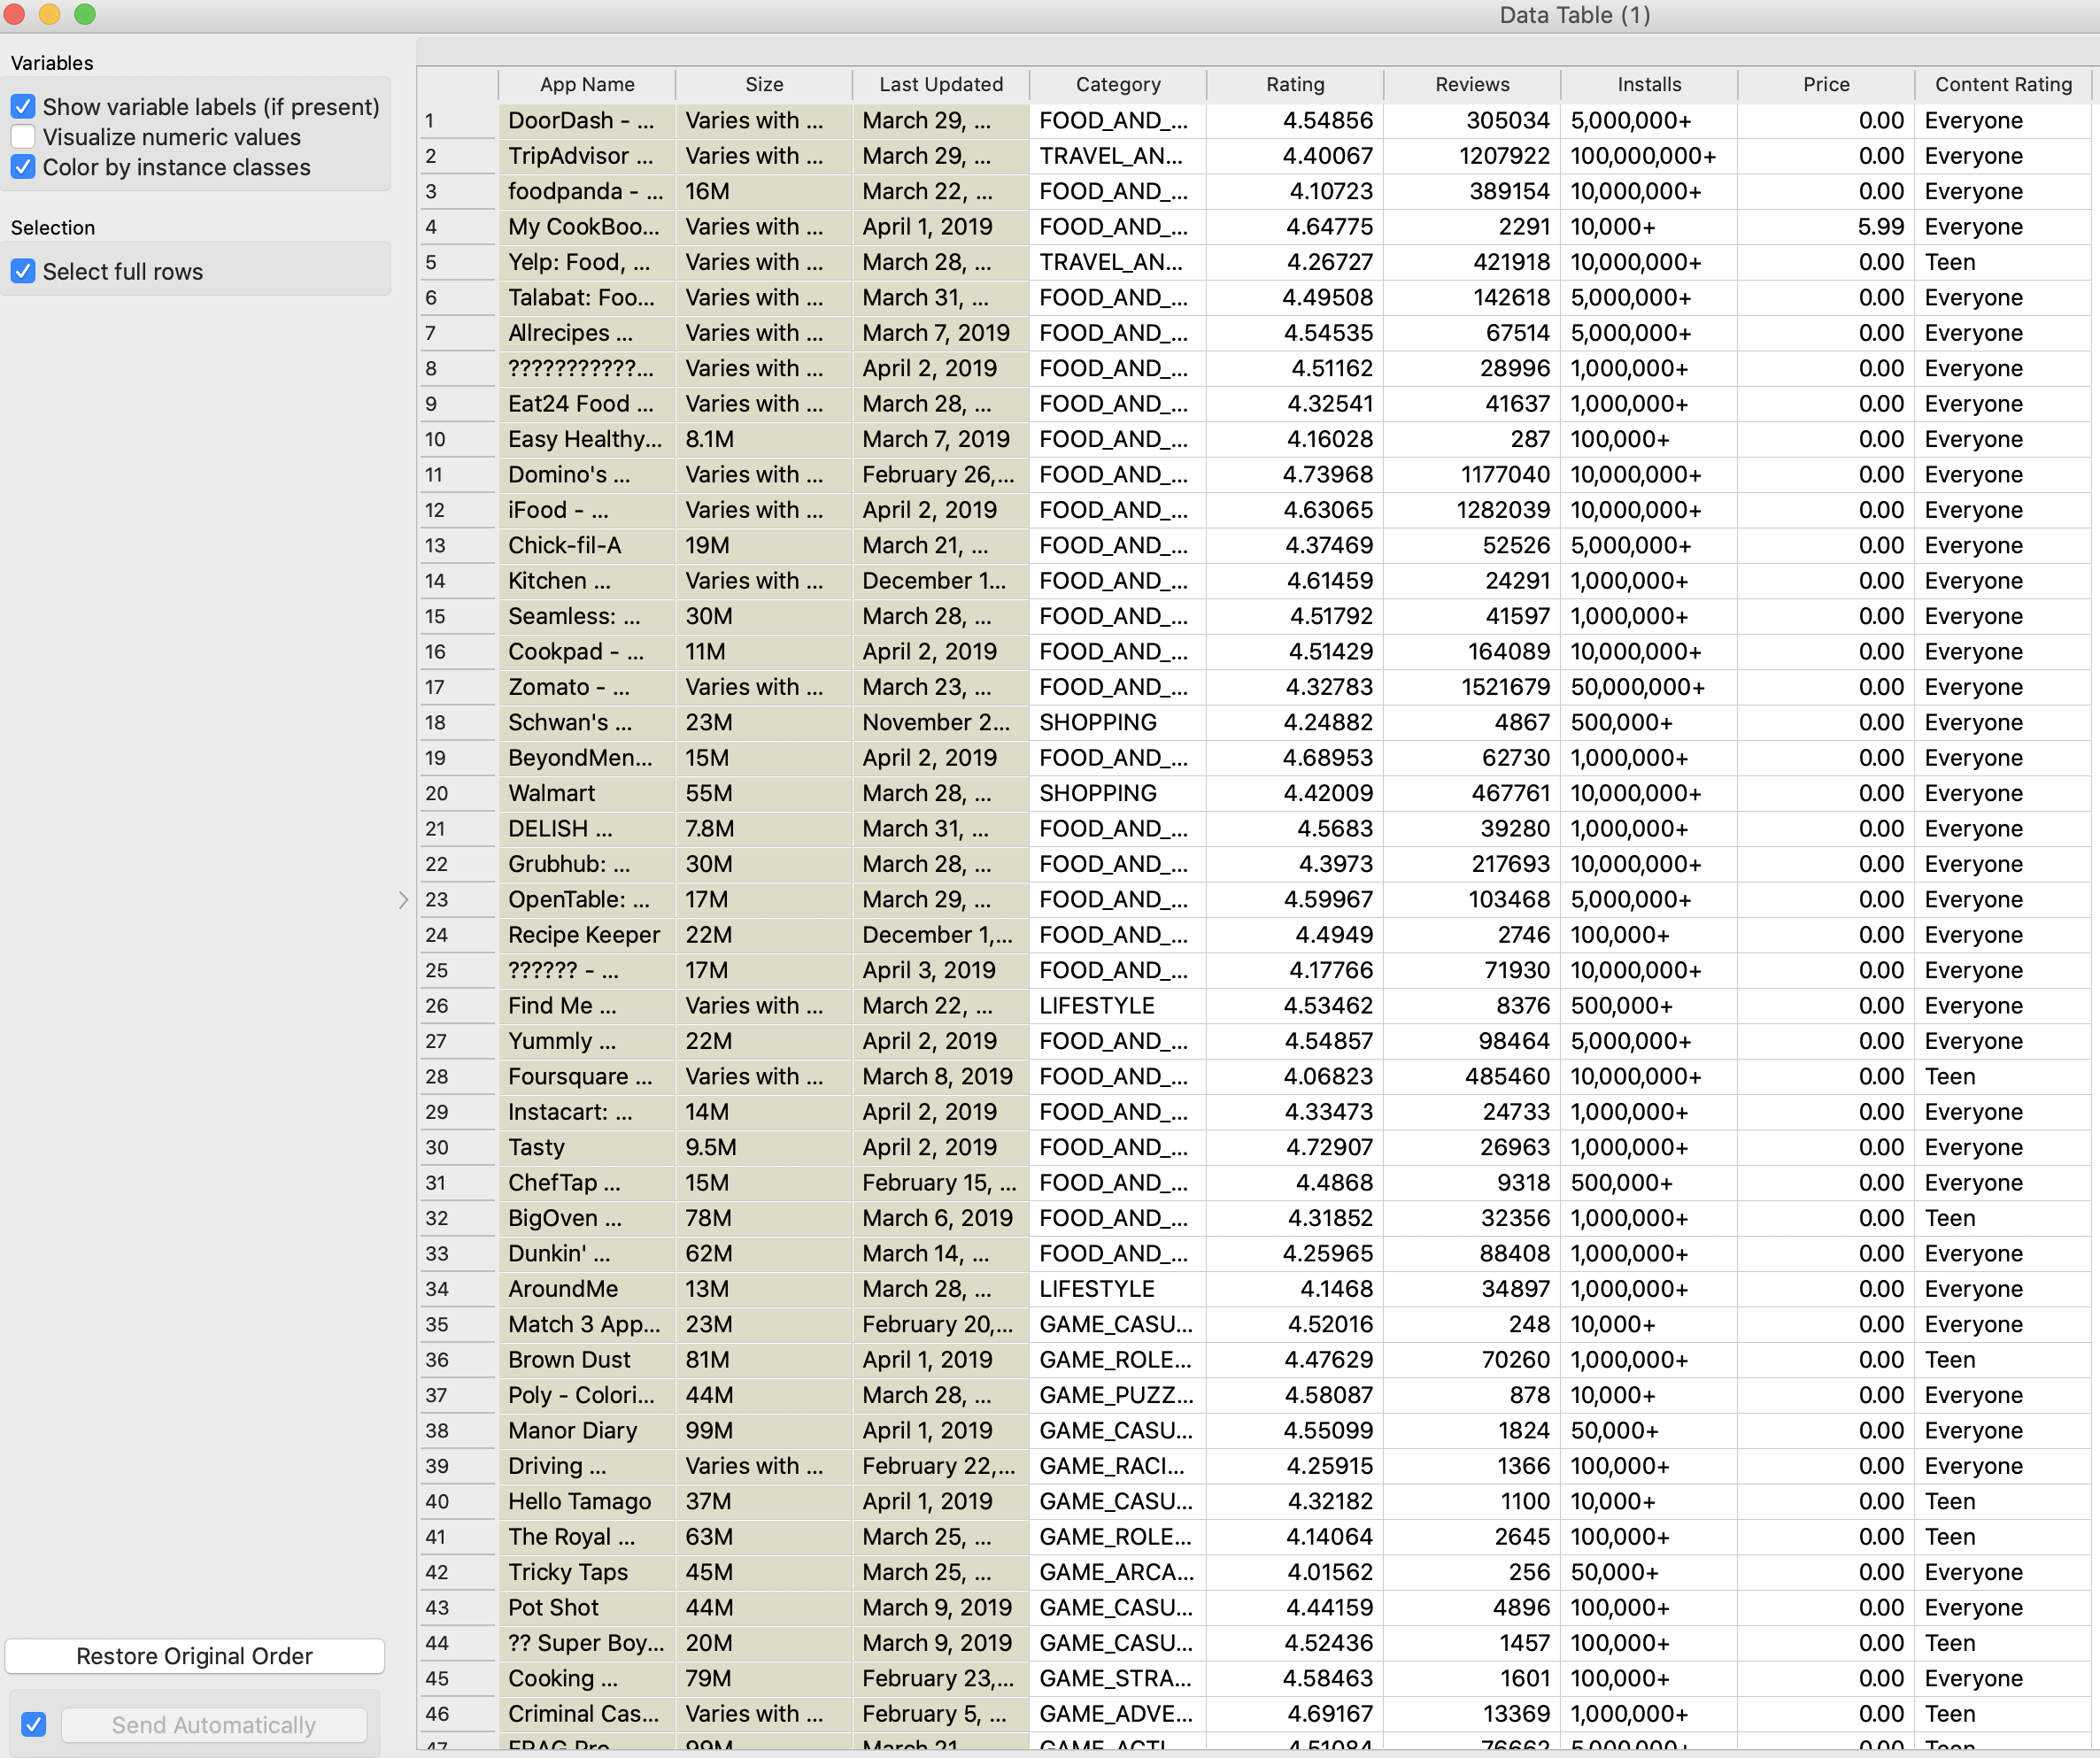 Data Table (1)
Variables
Show variable labels (if present)
Visualize numeric values
Color by instance classes
Selection
Select full rows
App Name Size Last Updated Category Rating Reviews Installs Price Content Rating
1 DoorDash - ... Varies with ... March 29, ... FOOD_AND_... 4.54856 305034 5,000,000+ 0.00 Everyone
2 TripAdvisor ... Varies with ... March 29, ... TRAVEL_AN... 4.40067 1207922 100,000,000+ 0.00 Everyone
3 foodpanda - ... 16M March 22, ... FOOD_AND_... 4.10723 389154 10,000,000+ 0.00 Everyone
4 My CookBoo... Varies with ... April 1, 2019 FOOD_AND_... 4.64775 2291 10,000+ 5.99 Everyone
5 Yelp: Food, ... Varies with ... March 28, ... TRAVEL_AN... 4.26727 421918 10,000,000+ 0.00 Teen
6 Talabat: Foo... Varies with ... March 31, ... FOOD_AND_... 4.49508 142618 5,000,000+ 0.00 Everyone
7 Allrecipes ... Varies with ... March 7, 2019 FOOD_AND_... 4.54535 67514 5,000,000+ 0.00 Everyone
8 ???????????... Varies with ... April 2, 2019 FOOD_AND_... 4.51162 28996 1,000,000+ 0.00 Everyone
9 Eat24 Food ... Varies with ... March 28, ... FOOD_AND_... 4.32541 41637 1,000,000+ 0.00 Everyone
10 Easy Healthy... 8.1M March 7, 2019 FOOD_AND_... 4.16028 287 100,000+ 0.00 Everyone
11 Domino's ... Varies with ... February 26,... FOOD_AND_... 4.73968 1177040 10,000,000+ 0.00 Everyone
12 iFood - ... Varies with ... April 2, 2019 FOOD_AND_... 4.63065 1282039 10,000,000+ 0.00 Everyone
13 Chick-fil-A 19M March 21, ... FOOD_AND_... 4.37469 52526 5,000,000+ 0.00 Everyone
14 Kitchen ... Varies with ... December 1... FOOD_AND_... 4.61459 24291 1,000,000+ 0.00 Everyone
15 Seamless: ... 30M March 28, ... FOOD_AND_... 4.51792 41597 1,000,000+ 0.00 Everyone
16 Cookpad - ... 11M April 2, 2019 FOOD_AND_... 4.51429 164089 10,000,000+ 0.00 Everyone
17 Zomato - ... Varies with ... March 23, ... FOOD_AND_... 4.32783 1521679 50,000,000+ 0.00 Everyone
18 Schwan's ... 23M November 2... SHOPPING 4.24882 4867 500,000+ 0.00 Everyone
19 BeyondMen... 15M April 2, 2019 FOOD_AND_... 4.68953 62730 1,000,000+ 0.00 Everyone
20 Walmart 55M March 28, ... SHOPPING 4.42009 467761 10,000,000+ 0.00 Everyone
21 DELISH ... 7.8M March 31, ... FOOD_AND_... 4.5683 39280 1,000,000+ 0.00 Everyone
22 Grubhub: ... 30M March 28, ... FOOD_AND_... 4.3973 217693 10,000,000+ 0.00 Everyone
23 OpenTable: ... 17M March 29, ... FOOD_AND_... 4.59967 103468 5,000,000+ 0.00 Everyone
24 Recipe Keeper 22M December 1,... FOOD_AND_... 4.4949 2746 100,000+ 0.00 Everyone
25 ?????? - ... 17M April 3, 2019 FOOD_AND_... 4.17766 71930 10,000,000+ 0.00 Everyone
26 Find Me ... Varies with ... March 22, ... LIFESTYLE 4.53462 8376 500,000+ 0.00 Everyone
27 Yummly ... 22M April 2, 2019 FOOD_AND_... 4.54857 98464 5,000,000+ 0.00 Everyone
28 Foursquare ... Varies with ... March 8, 2019 FOOD_AND_... 4.06823 485460 10,000,000+ 0.00 Teen
29 Instacart: ... 14M April 2, 2019 FOOD_AND_... 4.33473 24733 1,000,000+ 0.00 Everyone
30 Tasty 9.5M April 2, 2019 FOOD_AND_... 4.72907 26963 1,000,000+ 0.00 Everyone
31 ChefTap ... 15M February 15, ... FOOD_AND_... 4.4868 9318 500,000+ 0.00 Everyone
32 BigOven ... 78M March 6, 2019 FOOD_AND_... 4.31852 32356 1,000,000+ 0.00 Teen
33 Dunkin' ... 62M March 14, ... FOOD_AND_... 4.25965 88408 1,000,000+ 0.00 Everyone
34 AroundMe 13M March 28, ... LIFESTYLE 4.1468 34897 1,000,000+ 0.00 Everyone
35 Match 3 App... 23M February 20,... GAME_CASU... 4.52016 248 10,000+ 0.00 Everyone
36 Brown Dust 81M April 1, 2019 GAME_ROLE... 4.47629 70260 1,000,000+ 0.00 Teen
37 Poly - Colori... 44M March 28, ... GAME_PUZZ... 4.58087 878 10,000+ 0.00 Everyone
38 Manor Diary 99M April 1, 2019 GAME_CASU... 4.55099 1824 50,000+ 0.00 Everyone
39 Driving ... Varies with ... February 22,... GAME_RACI... 4.25915 1366 100,000+ 0.00 Everyone
40 Hello Tamago 37M April 1, 2019 GAME_CASU... 4.32182 1100 10,000+ 0.00 Teen
41 The Royal ... 63M March 25, ... GAME_ROLE... 4.14064 2645 100,000+ 0.00 Teen
42 Tricky Taps 45M March 25, ... GAME_ARCA... 4.01562 256 50,000+ 0.00 Everyone
43 Pot Shot 44M March 9, 2019 GAME_CASU... 4.44159 4896 100,000+ 0.00 Everyone
44 ?? Super Boy... 20M March 9, 2019 GAME_CASU... 4.52436 1457 100,000+ 0.00 Teen
45 Cooking ... 79M February 23,... GAME_STRA... 4.58463 1601 100,000+ 0.00 Everyone
46 Criminal Cas... Varies with ... February 5, ... GAME_ADVE... 4.69167 13369 1,000,000+ 0.00 Teen
Restore Original Order
Send Automatically